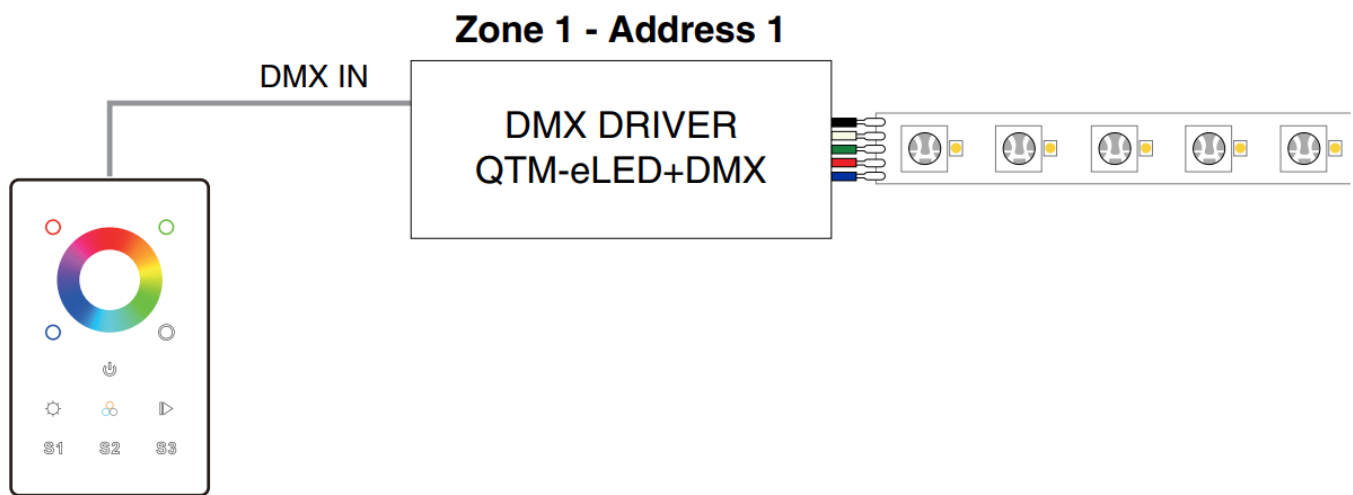 Zone 1 - Address 1
DMX IN
DMX DRIVER
QTM-eLED+DMX
S1 S2 S3